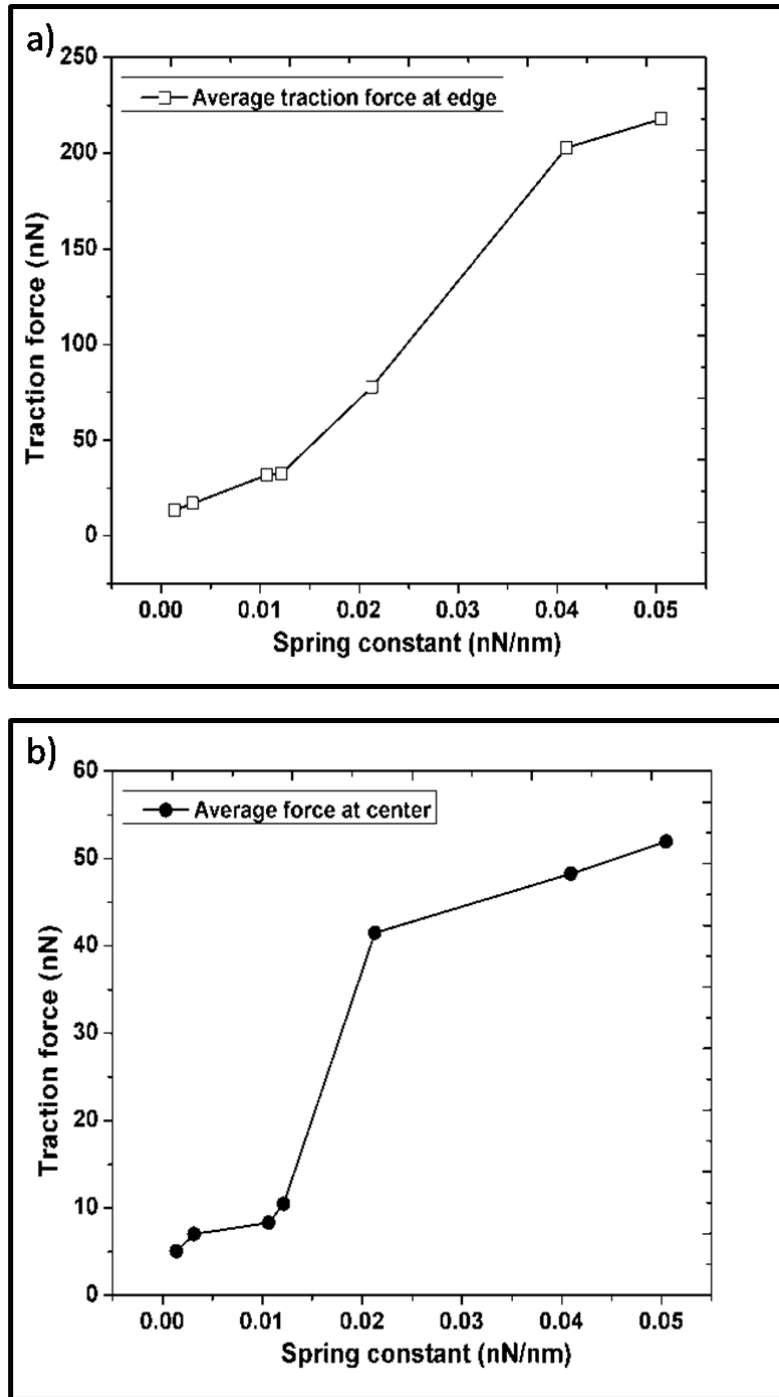 a)
250
Average traction force at edge
200
150
100
50
0
Traction force (nN)
0.00 0.01 0.02 0.03 0.04 0.05
Spring constant (nN/nm)
b)
60
Average force at center
50
40
30
20
10
0
Traction force (nN)
0.00 0.01 0.02 0.03 0.04 0.05
Spring constant (nN/nm)